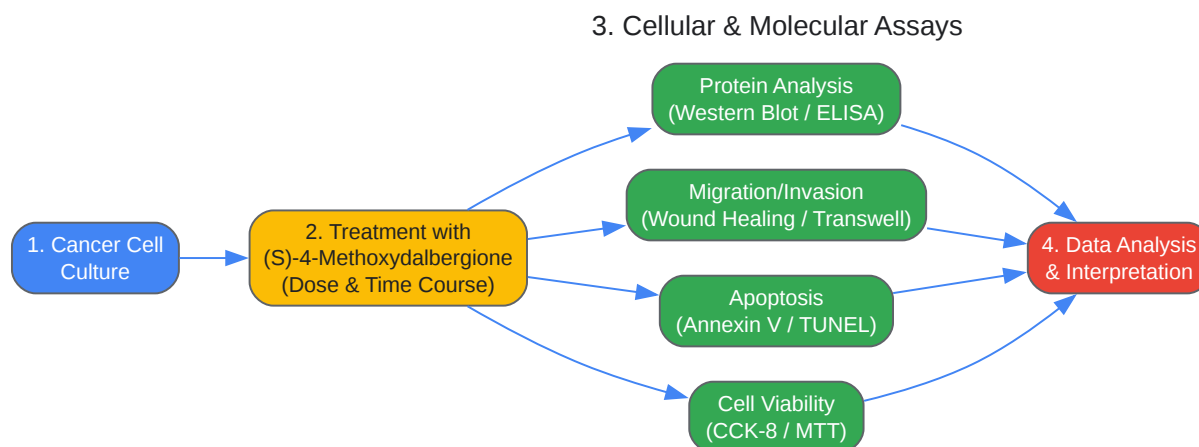 3. Cellular & Molecular Assays
Protein Analysis
(Western Blot / ELISA)
Migration/Invasion
(Wound Healing / Transwell)
1. Cancer Cell
Culture
2. Treatment with
(S)-4-Methoxydalbergione
(Dose & Time Course)
4. Data Analysis
& Interpretation
Apoptosis
(Annexin V / TUNEL)
Cell Viability
(CCK-8 / MTT)